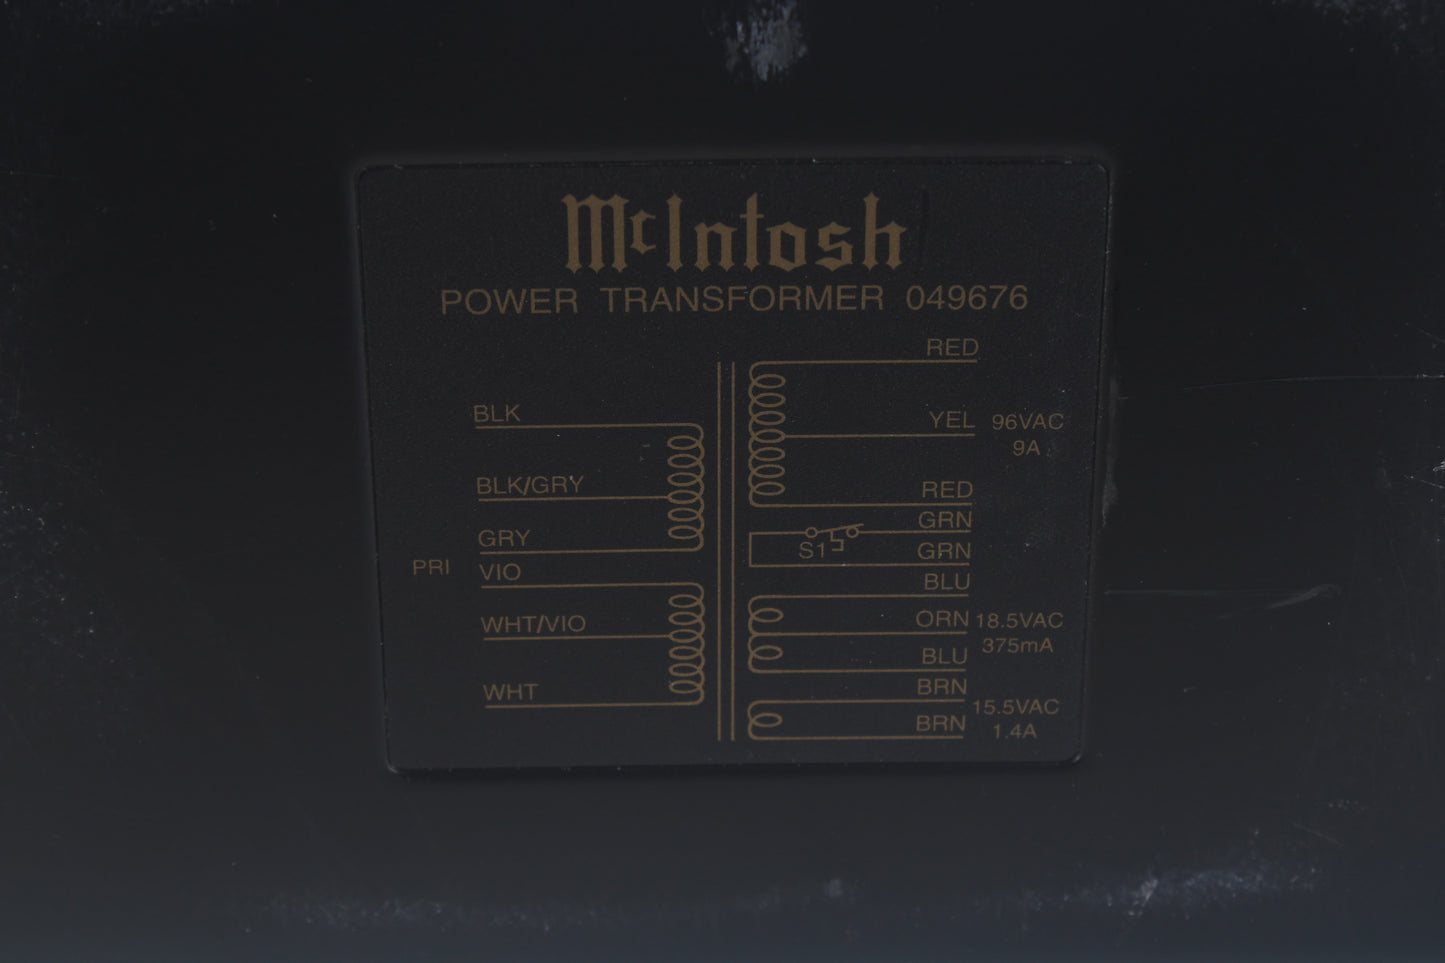 McIntosh
POWER TRANSFORMER 049676
RED
BLK
YEL 96VAC
9A
BLK/GRY
RED
GRN
GRY
S1
GRN
PRI
VIO
BLU
WHT/VIO
ORN 18.5VAC
375mA
BLU
WHT
BRN
15.5VAC
BRN
1.4A